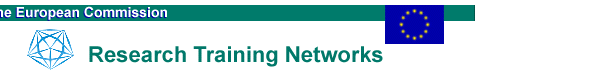 he European Commission
Research Training Networks